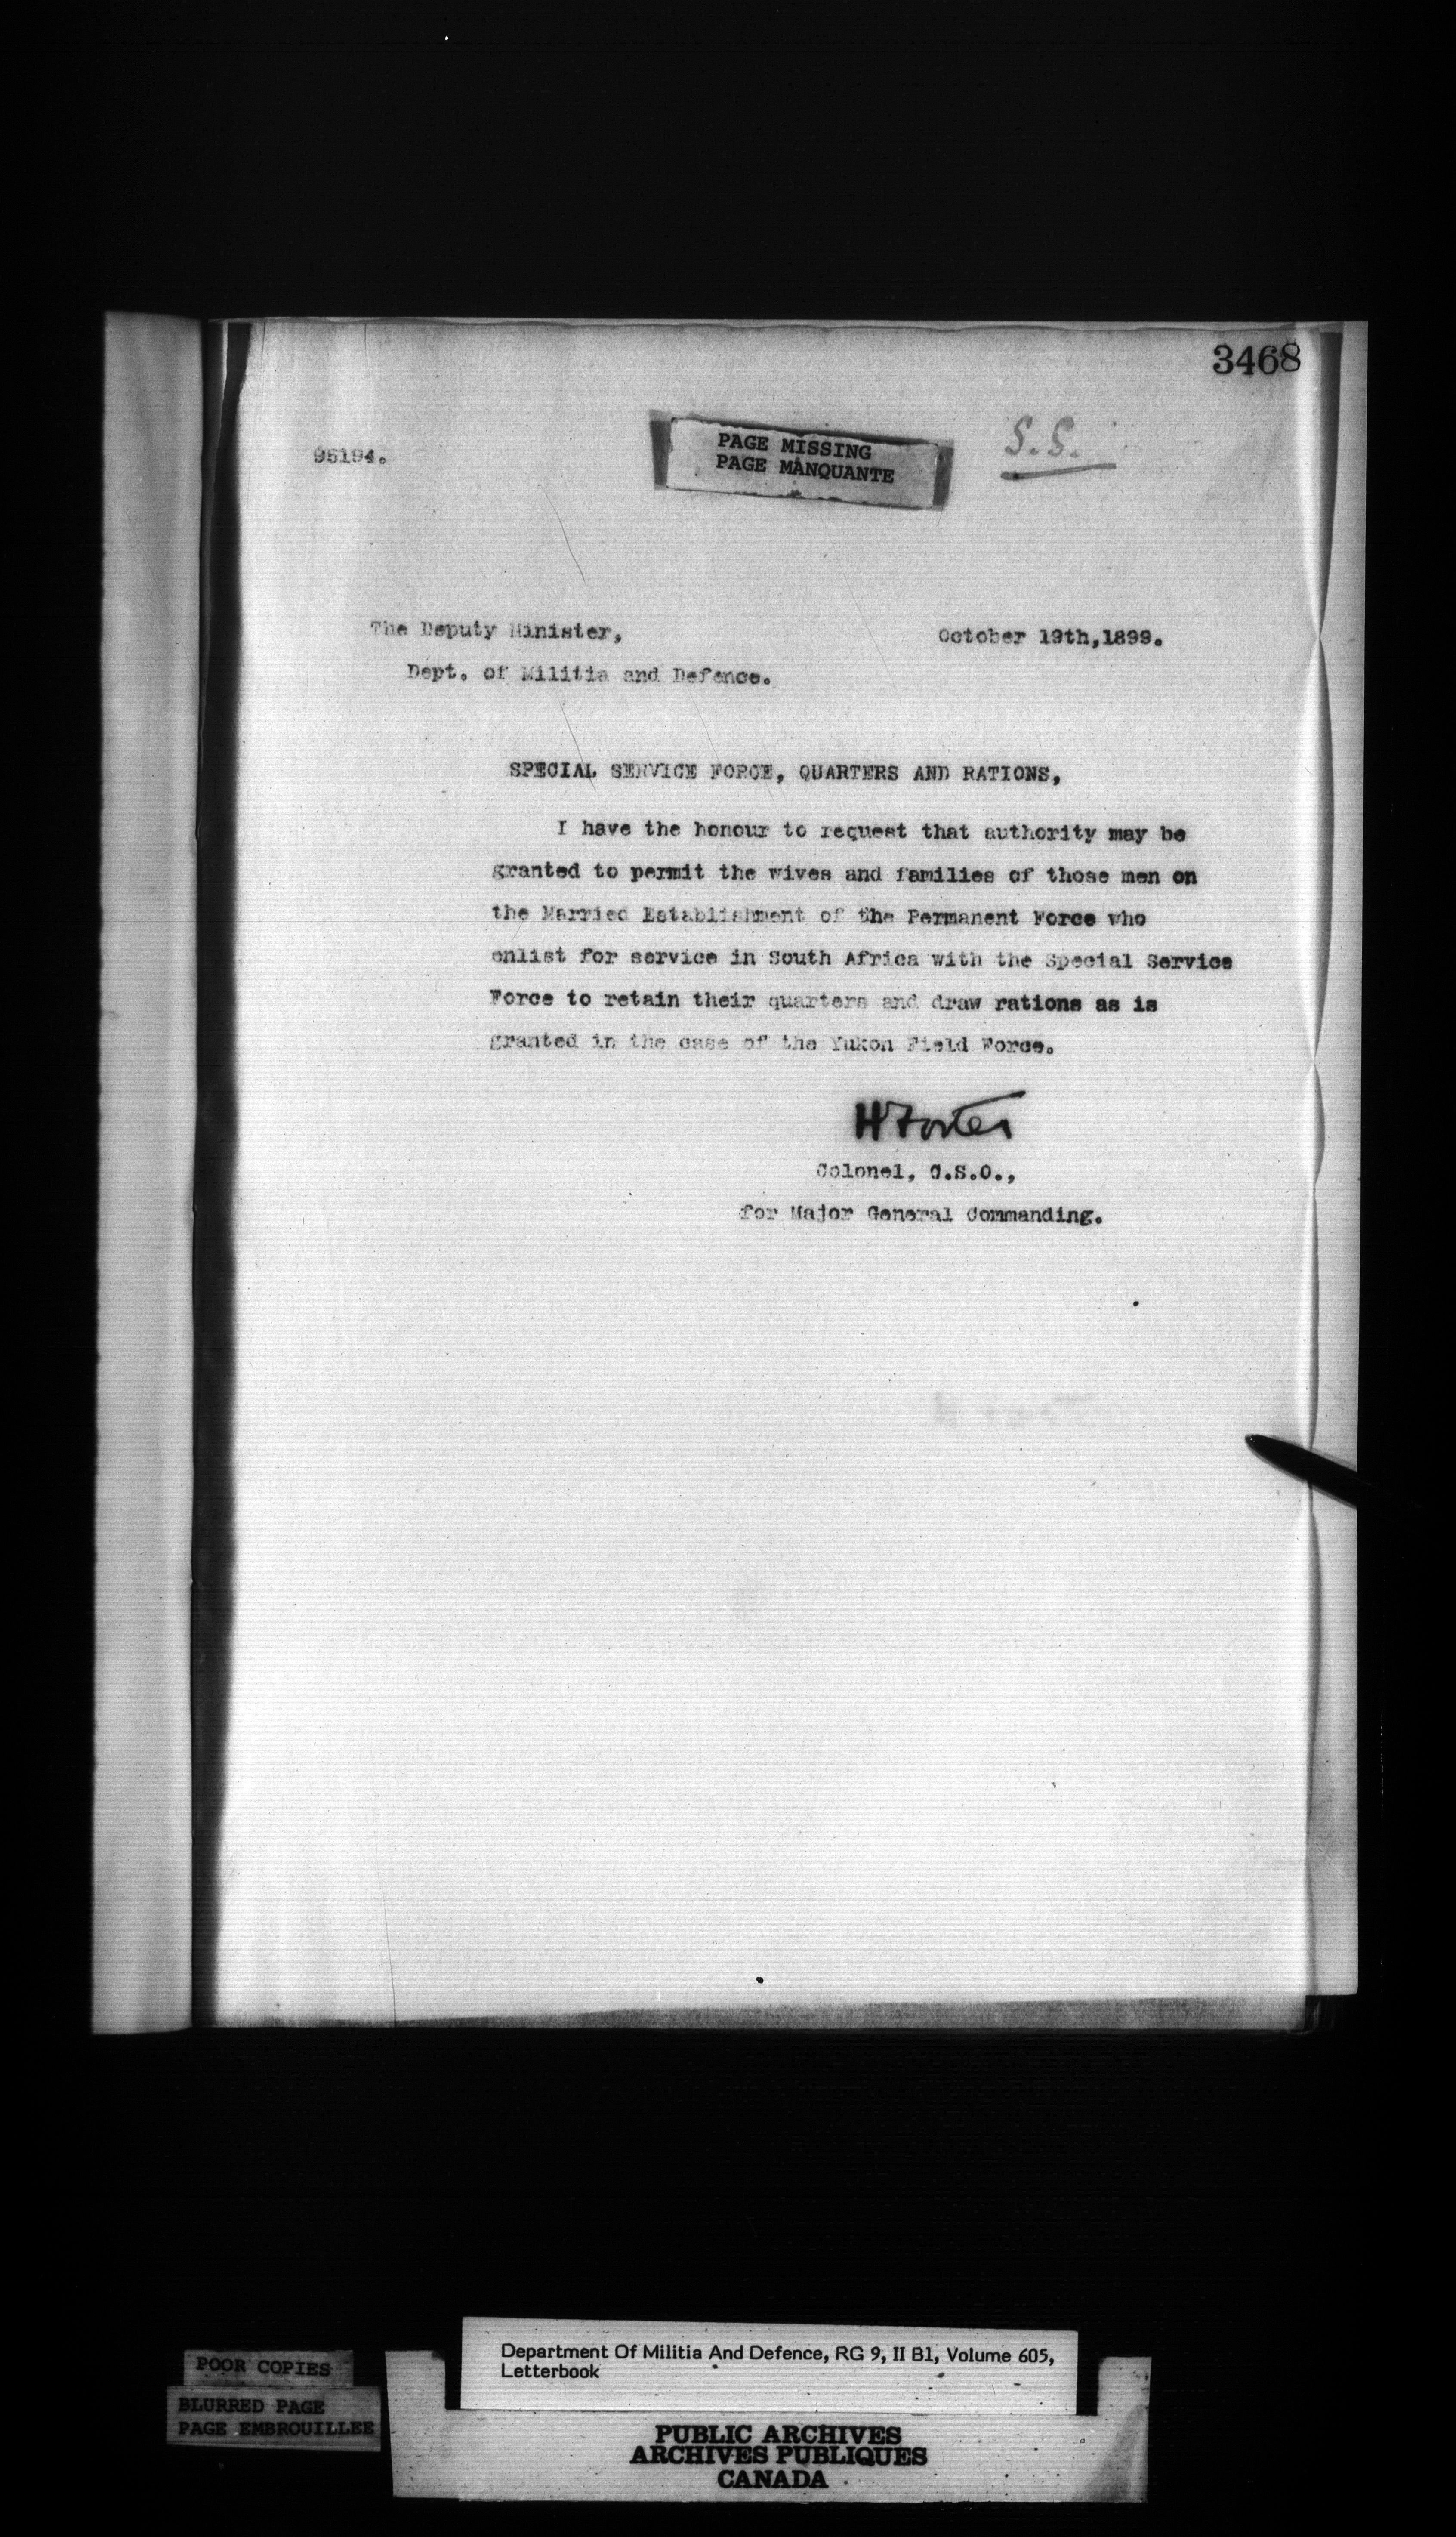 3468
PAGE MISSING
PAGE MANQUANTE
S.S.
95194.
The Deputy Minister,
October 19th,1899.
Dept. of Militia and Defence.
SPECIAL SERVICE FORCE, QUARTERS AND RATIONS,
I have the honour to request that authority may be
granted to permit the wives and families of those men on
the Married Establishment of the Permanent Force who
enlist for service in South Africa with the Special Service
Force to retain their quarters and draw rations as is
granted in the case of the Yukon Field Force.
H Foster
Colonel, C.S.O.,
for Major General Commanding.
Department Of Militia And Defence, RG 9, II B1, Volume 605,
Letterbook
POOR COPIES
BLURRED PAGE
PAGE EMBROUILLEE
PUBLIC ARCHIVES
ARCHIVES PUBLIQUES
CANADA